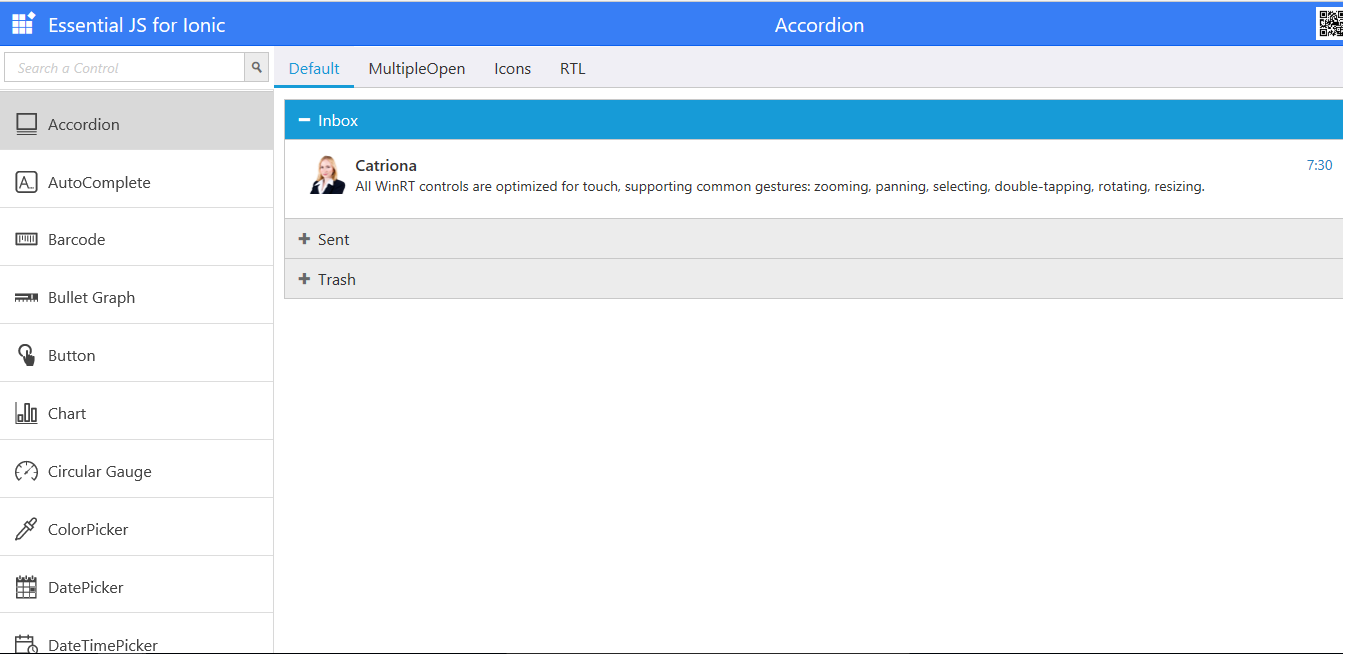 Essential JS for Ionic
Accordion
Search a Control
Default MultipleOpen Icons RTL
Accordion
AutoComplete
Barcode
Bullet Graph
Button
Chart
Circular Gauge
ColorPicker
DatePicker
DateTimePicker
Inbox
Catriona 7:30
All WinRT controls are optimized for touch, supporting common gestures: zooming, panning, selecting, double-tapping, rotating, resizing.
Sent
Trash